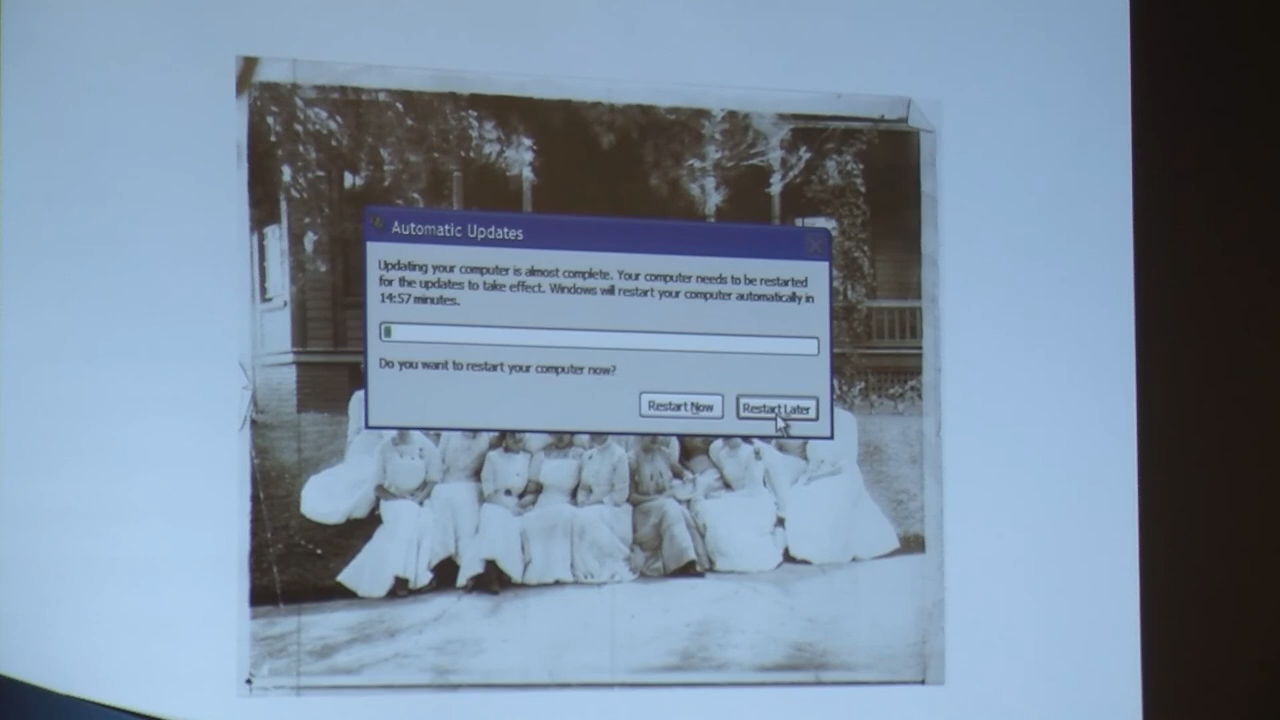 Automatic Updates
Updating your computer is almost complete. Your computer needs to be restarted
for the updates to take effect. Windows will restart your computer automatically in
14:57 minutes.
Do you want to restart your computer now?
Restart Now
Restart Later